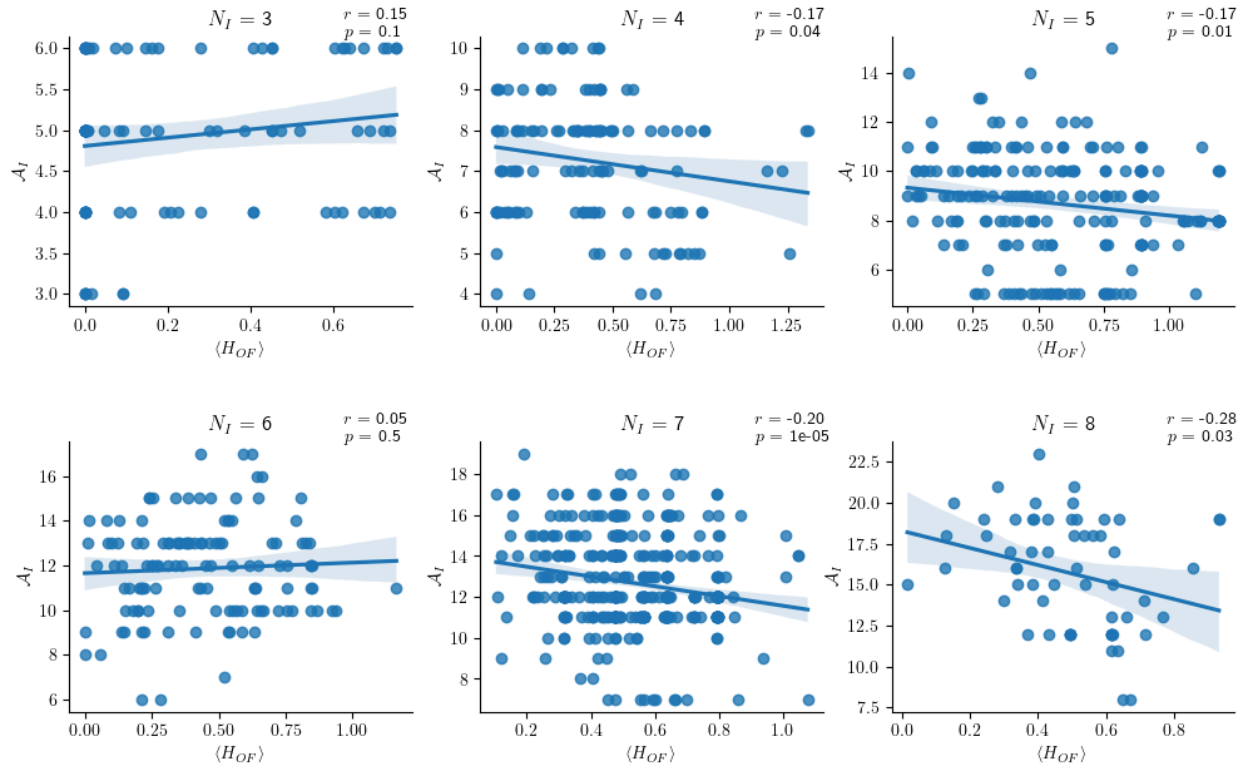 N_I = 3
r = 0.15
p = 0.1
6.0
5.5
5.0
4.5
4.0
3.5
3.0
A_I
0.0 0.2 0.4 0.6
⟨H_OF⟩
N_I = 4
r = -0.17
p = 0.04
10
9
8
7
6
5
4
A_I
0.00 0.25 0.50 0.75 1.00 1.25
⟨H_OF⟩
N_I = 5
r = -0.17
p = 0.01
14
12
10
8
6
A_I
0.00 0.25 0.50 0.75 1.00
⟨H_OF⟩
N_I = 6
r = 0.05
p = 0.5
16
14
12
10
8
6
A_I
0.00 0.25 0.50 0.75 1.00
⟨H_OF⟩
N_I = 7
r = -0.20
p = 1e-05
18
16
14
12
10
8
A_I
0.2 0.4 0.6 0.8 1.0
⟨H_OF⟩
N_I = 8
r = -0.28
p = 0.03
22.5
20.0
17.5
15.0
12.5
10.0
7.5
A_I
0.0 0.2 0.4 0.6 0.8
⟨H_OF⟩